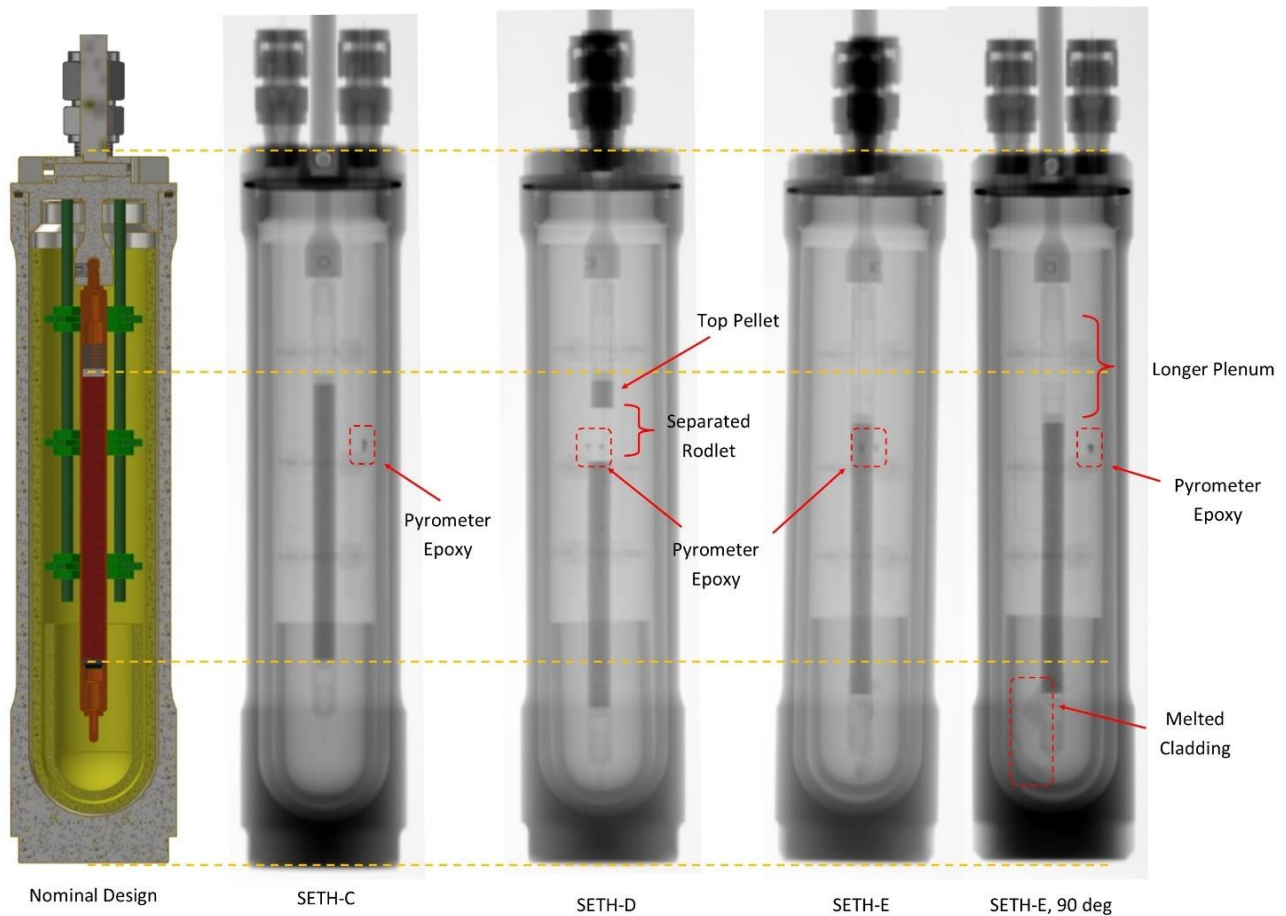 Top Pellet
Longer Plenum
Separated
Rodlet
Pyrometer
Epoxy
Pyrometer
Epoxy
Pyrometer
Epoxy
Melted
Cladding
Nominal Design
SETH-C
SETH-D
SETH-E
SETH-E, 90 deg